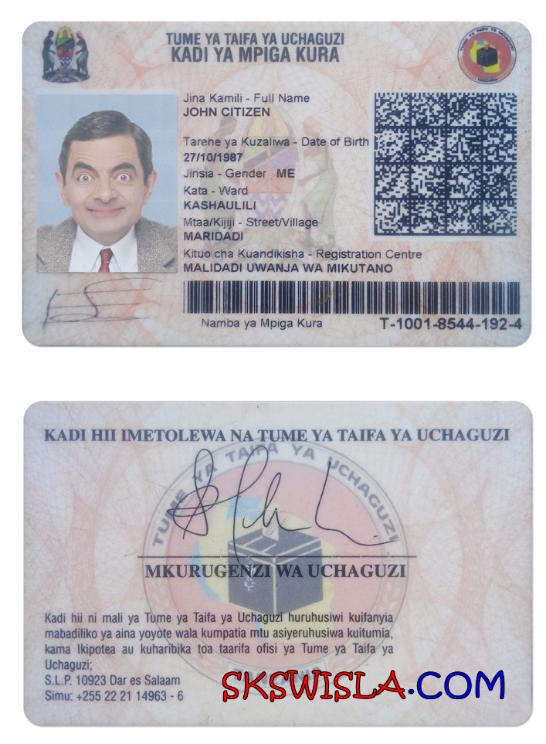 TUME YA TAIFA YA UCHAGUZI
KADI YA MPIGA KURA
Jina Kamili - Full Name
JOHN CITIZEN
Tarehe ya Kuzaliwa - Date of Birth
27/10/1987
Jinsia - Gender ME
Kata - Ward
KASHAULILI
Mtaa/Kijiji - Street/Village
MARIDADI
Kituo cha Kuandikisha - Registration Centre
MALIDADI UWANJA WA MIKUTANO
Namba ya Mpiga Kura T-1001-8544-192-4
KADI HII IMETOLEWA NA TUME YA TAIFA YA UCHAGUZI
TUME YA TAIFA YA UCHAGUZI
MKURUGENZI WA UCHAGUZI
Kadi hii ni mali ya Tume ya Taifa ya Uchaguzi huruhusiwi kuifanyia
mabadiliko ya aina yoyote wala kumpatia mtu asiyeruhusiwa kuitumia,
kama Ikipotea au kuharibika toa taarifa ofisi ya Tume ya Taifa ya
Uchaguzi;
S.L.P. 10923 Dar es Salaam
Simu: +255 22 21 14963 - 6
SKSWISLA.COM